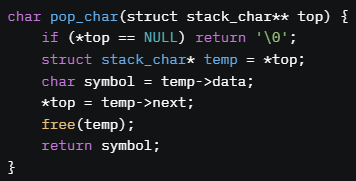 char pop_char(struct stack_char** top) {
    if (*top == NULL) return '\0';
    struct stack_char* temp = *top;
    char symbol = temp->data;
    *top = temp->next;
    free(temp);
    return symbol;
}